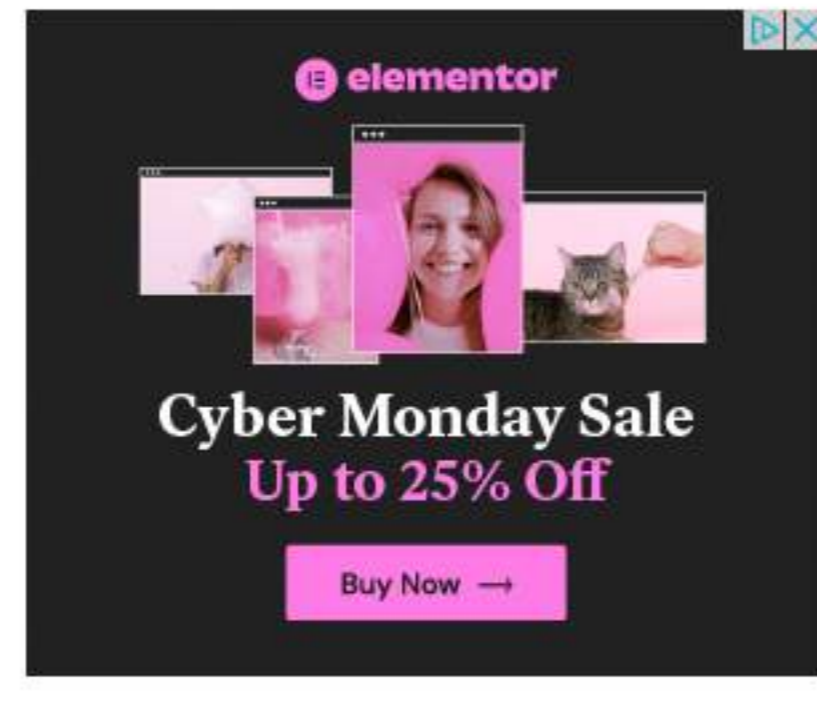 elementor
Cyber Monday Sale
Up to 25% Off
Buy Now →